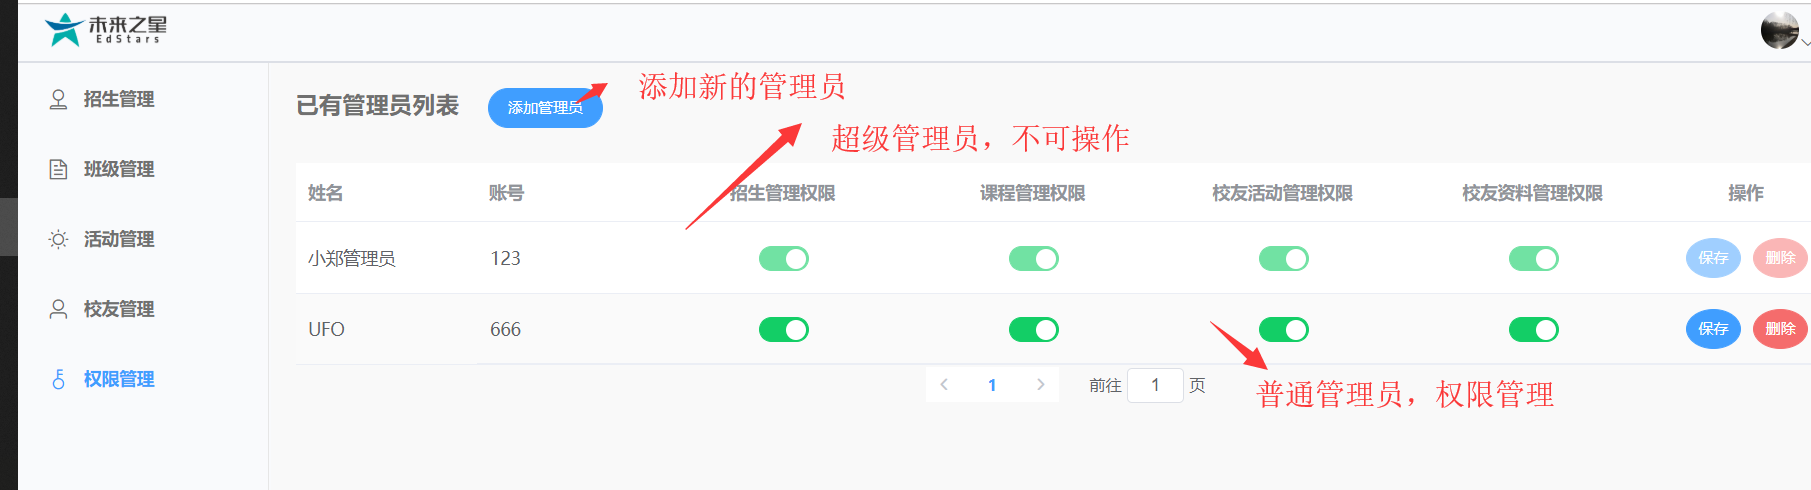 未来之星
EdStars
招生管理
班级管理
活动管理
校友管理
权限管理
已有管理员列表 添加管理员
添加新的管理员
超级管理员，不可操作
姓名 账号 招生管理权限 课程管理权限 校友活动管理权限 校友资料管理权限 操作
小郑管理员 123 保存 删除
UFO 666 保存 删除
1 前往 1 页
普通管理员，权限管理